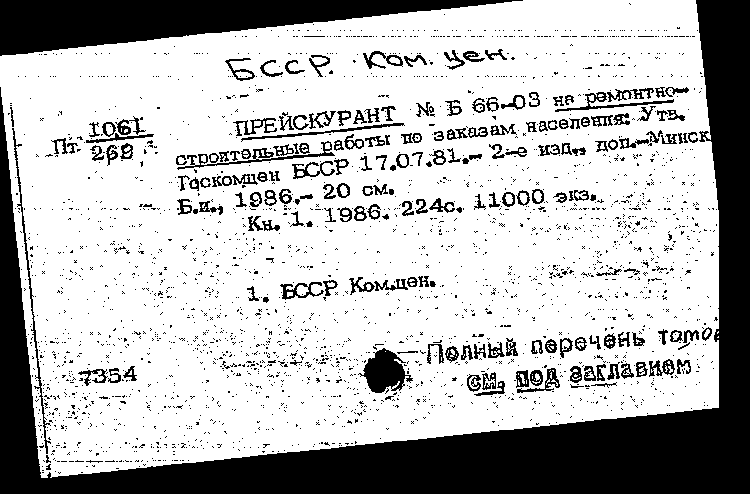 БССР. Ком. цен.
Пт. 1061
262
ПРЕЙСКУРАНТ № Б 66-03 на ремонтно-
строительные работы по заказам населения: Утв.
Госкомцен БССР 17.07.81.- 2-е изд., доп.-Минск
Б.и., 1986.- 20 см.
Кн. 1. 1986. 224с. 11000 экз.
1. БССР Ком.цен.
7354
Полный перечень томов
см. под заглавием